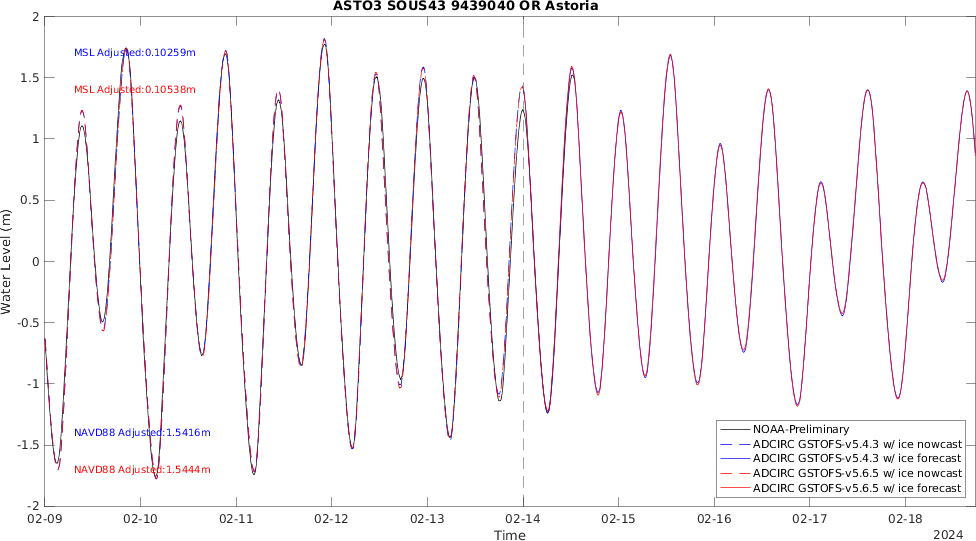 ASTO3 SOUS43 9439040 OR Astoria
2
1.5
1
0.5
0
-0.5
-1
-1.5
-2
Water Level (m)
MSL Adjusted:0.10259m
MSL Adjusted:0.10538m
NAVD88 Adjusted:1.5416m
NAVD88 Adjusted:1.5444m
NOAA-Preliminary
ADCIRC GSTOFS-v5.4.3 w/ ice nowcast
ADCIRC GSTOFS-v5.4.3 w/ ice forecast
ADCIRC GSTOFS-v5.6.5 w/ ice nowcast
ADCIRC GSTOFS-v5.6.5 w/ ice forecast
02-09 02-10 02-11 02-12 02-13 02-14 02-15 02-16 02-17 02-18
Time
2024